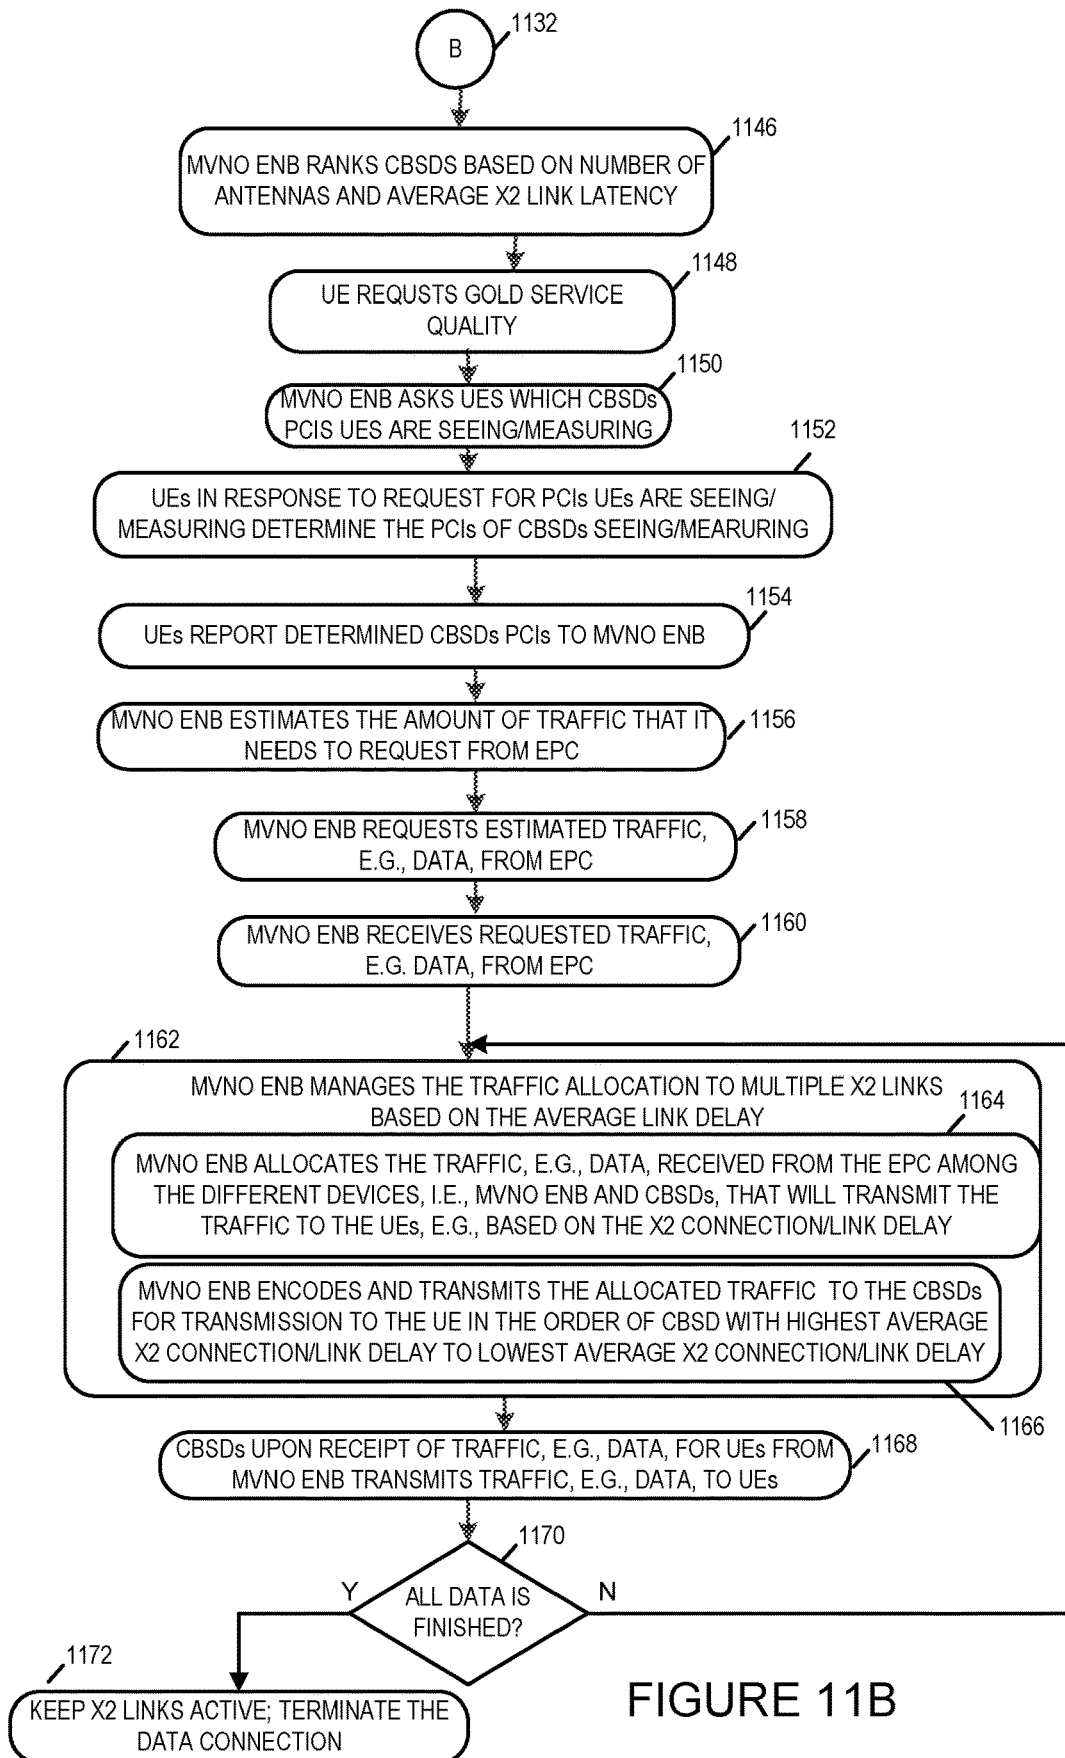 B
1132
1146
MVNO ENB RANKS CBSDS BASED ON NUMBER OF
ANTENNAS AND AVERAGE X2 LINK LATENCY
1148
UE REQUSTS GOLD SERVICE
QUALITY
1150
MVNO ENB ASKS UES WHICH CBSDs
PCIS UES ARE SEEING/MEASURING
1152
UEs IN RESPONSE TO REQUEST FOR PCIs UEs ARE SEEING/
MEASURING DETERMINE THE PCIs OF CBSDs SEEING/MEARURING
1154
UEs REPORT DETERMINED CBSDs PCIs TO MVNO ENB
MVNO ENB ESTIMATES THE AMOUNT OF TRAFFIC THAT IT
NEEDS TO REQUEST FROM EPC
1156
MVNO ENB REQUESTS ESTIMATED TRAFFIC,
E.G., DATA, FROM EPC
1158
MVNO ENB RECEIVES REQUESTED TRAFFIC,
E.G. DATA, FROM EPC
1160
1162
MVNO ENB MANAGES THE TRAFFIC ALLOCATION TO MULTIPLE X2 LINKS
BASED ON THE AVERAGE LINK DELAY
1164
MVNO ENB ALLOCATES THE TRAFFIC, E.G., DATA, RECEIVED FROM THE EPC AMONG
THE DIFFERENT DEVICES, I.E., MVNO ENB AND CBSDs, THAT WILL TRANSMIT THE
TRAFFIC TO THE UEs, E.G., BASED ON THE X2 CONNECTION/LINK DELAY
MVNO ENB ENCODES AND TRANSMITS THE ALLOCATED TRAFFIC TO THE CBSDs
FOR TRANSMISSION TO THE UE IN THE ORDER OF CBSD WITH HIGHEST AVERAGE
X2 CONNECTION/LINK DELAY TO LOWEST AVERAGE X2 CONNECTION/LINK DELAY
1166
CBSDs UPON RECEIPT OF TRAFFIC, E.G., DATA, FOR UEs FROM
MVNO ENB TRANSMITS TRAFFIC, E.G., DATA, TO UEs
1168
1170
Y
ALL DATA IS
FINISHED?
N
1172
KEEP X2 LINKS ACTIVE; TERMINATE THE
DATA CONNECTION
FIGURE 11B